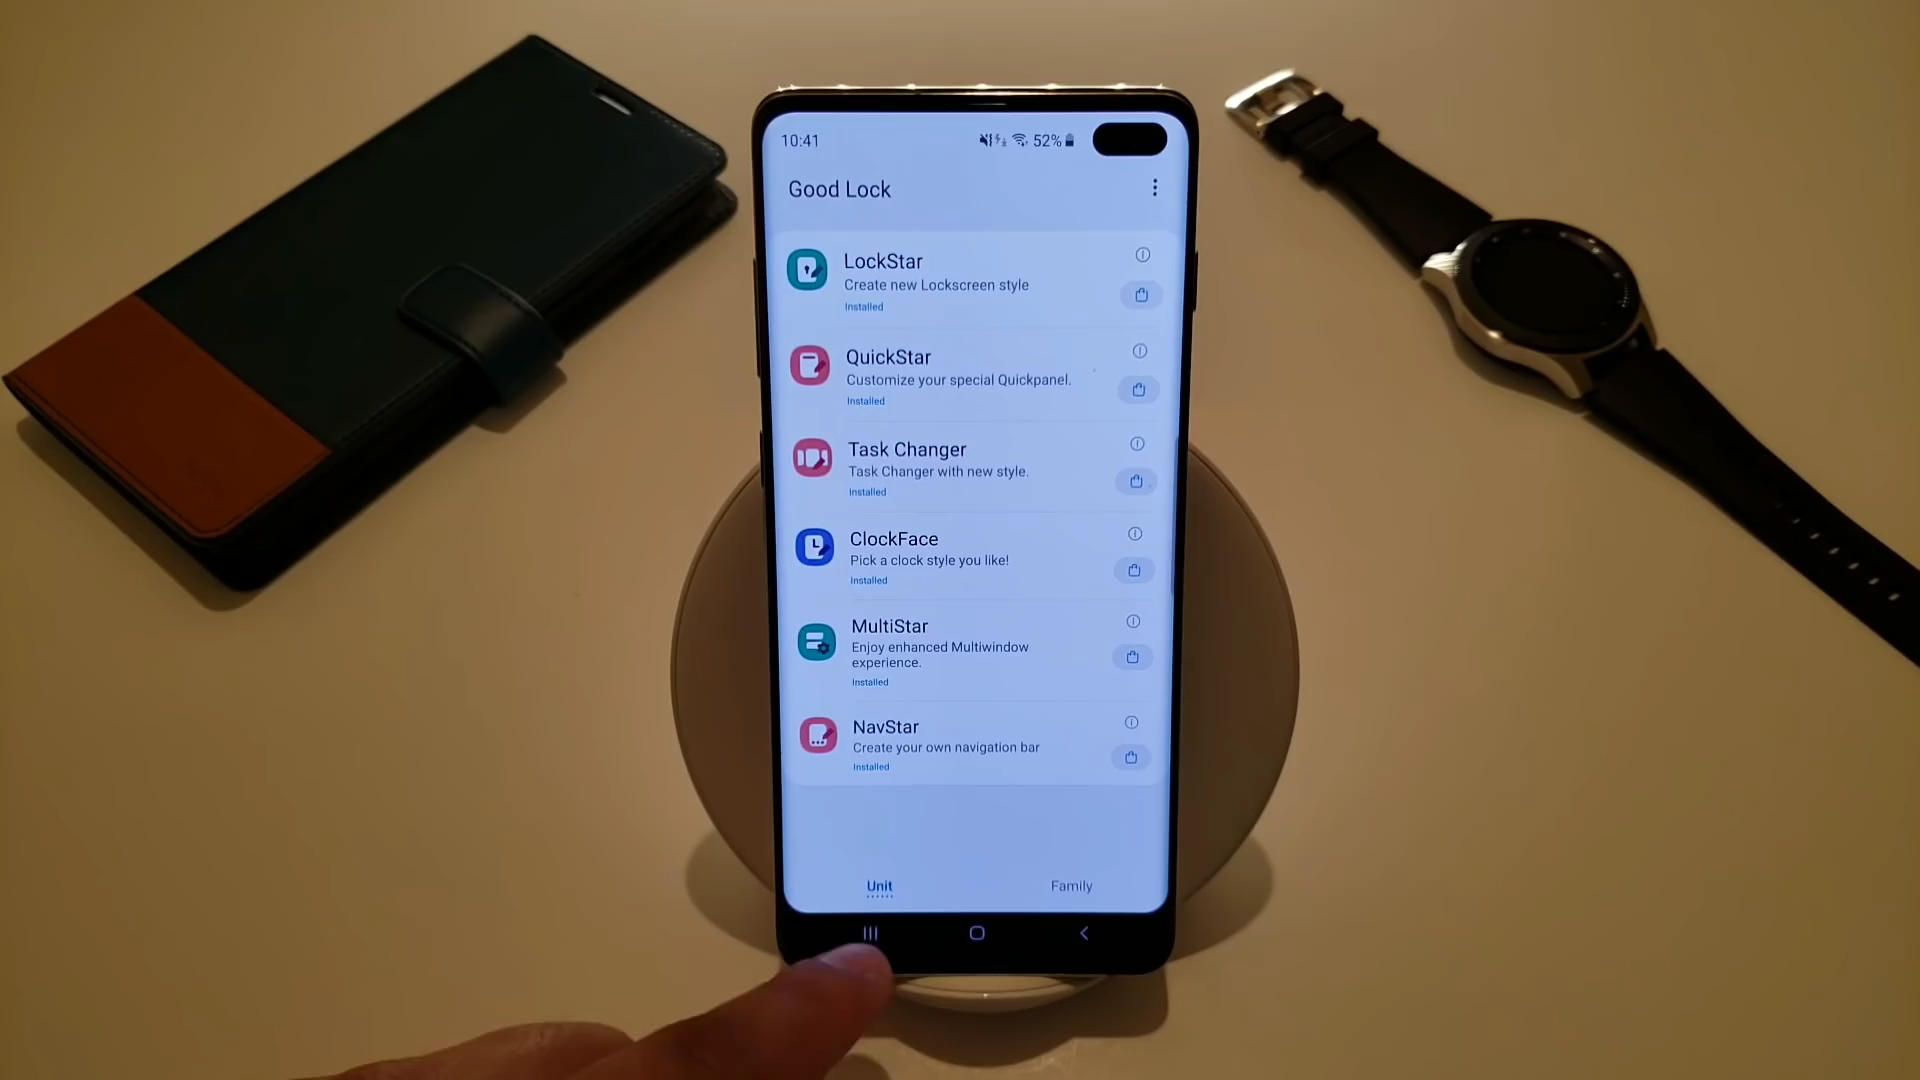 10:41 52%
Good Lock
LockStar
Create new Lockscreen style
Installed
QuickStar
Customize your special Quickpanel.
Installed
Task Changer
Task Changer with new style.
Installed
ClockFace
Pick a clock style you like!
Installed
MultiStar
Enjoy enhanced Multiwindow
experience.
Installed
NavStar
Create your own navigation bar
Installed
Unit Family